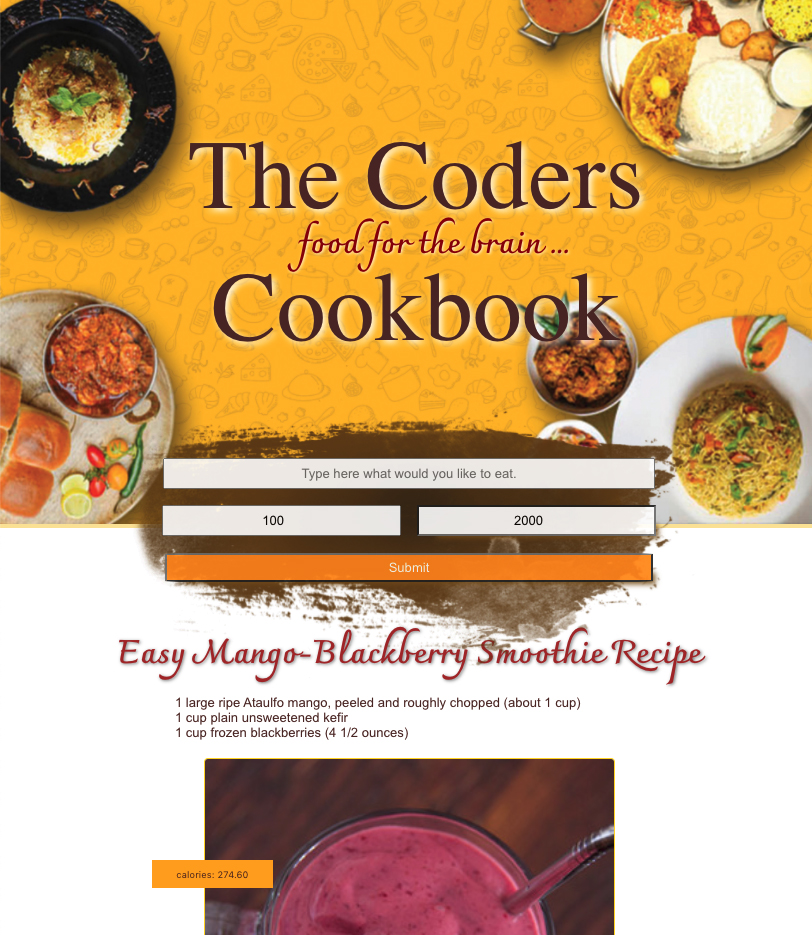 The Coders
food for the brain ...
Cookbook
Type here what would you like to eat.
100 2000
Submit
Easy Mango-Blackberry Smoothie Recipe
1 large ripe Ataulfo mango, peeled and roughly chopped (about 1 cup)
1 cup plain unsweetened kefir
1 cup frozen blackberries (4 1/2 ounces)
calories: 274.60